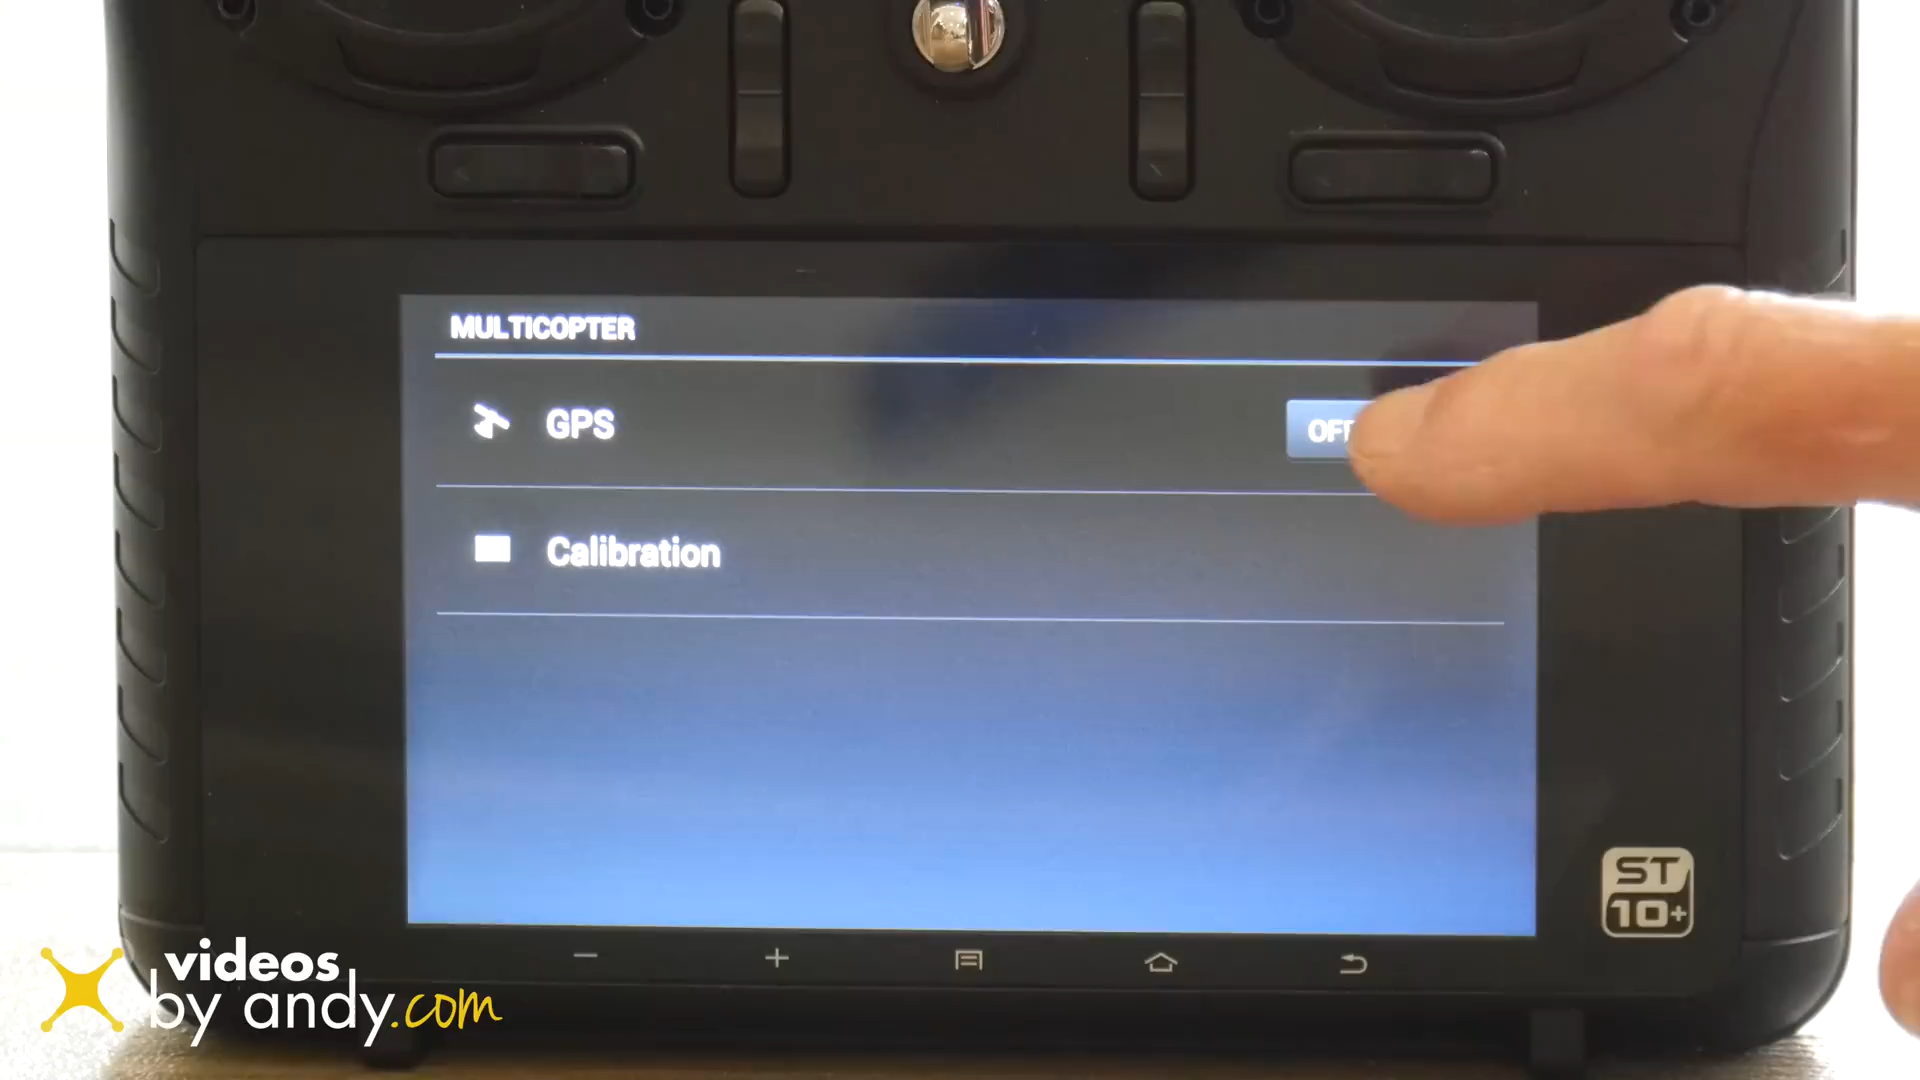 MULTICOPTER
GPS
OFF
Calibration
ST
10+
videos
by andy.com